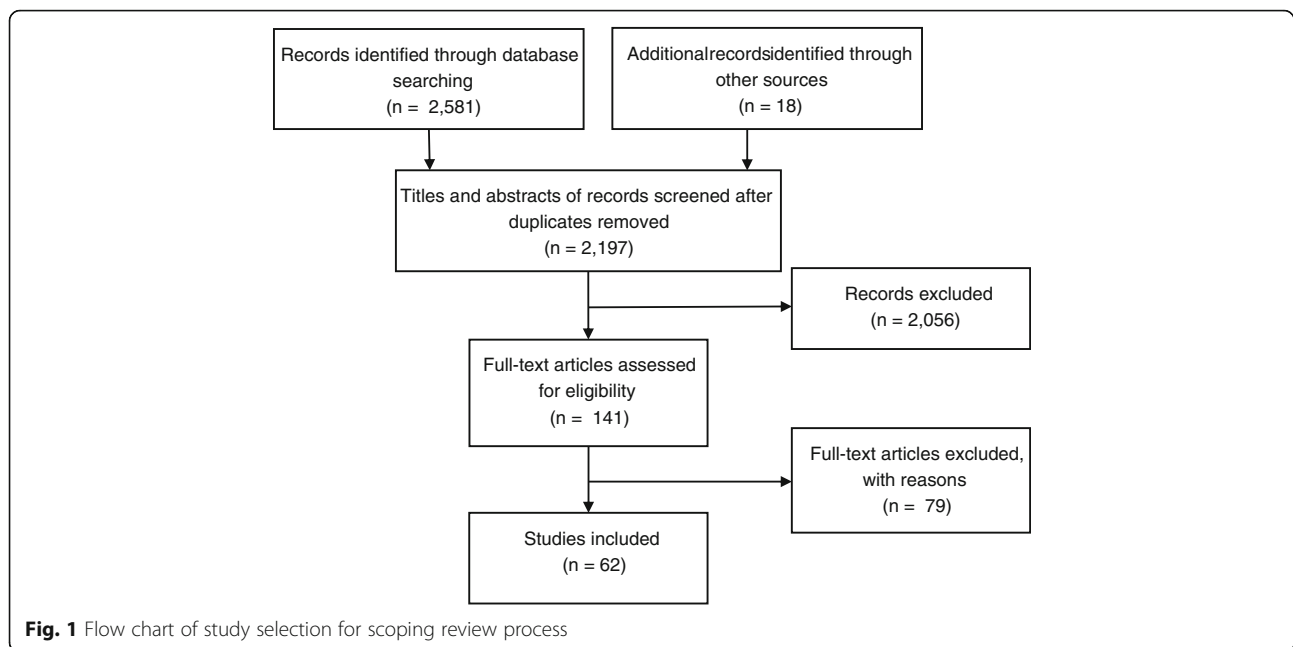 Records identified through database
searching
(n = 2,581)
Additionalrecordsidentified through
other sources
(n = 18)
Titles and abstracts of records screened after
duplicates removed
(n = 2,197)
Records excluded
(n = 2,056)
Full-text articles assessed
for eligibility
(n = 141)
Full-text articles excluded,
with reasons
(n = 79)
Studies included
(n = 62)
Fig. 1 Flow chart of study selection for scoping review process